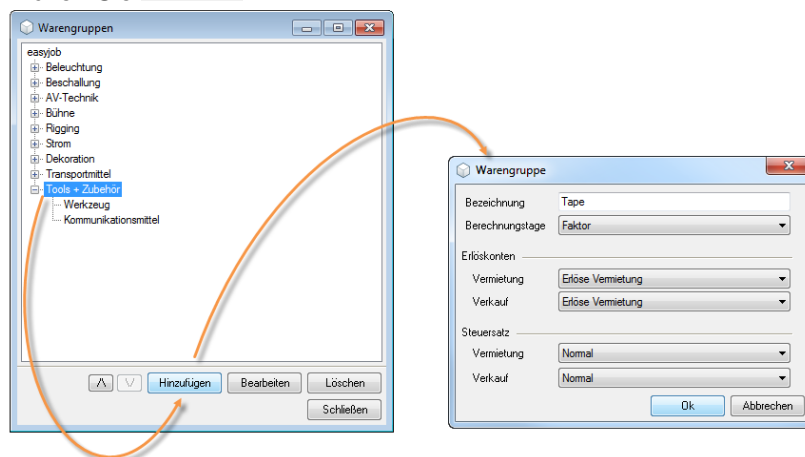 Warengruppen
easyjob
Beleuchtung
Beschallung
AV-Technik
Bühne
Rigging
Strom
Dekoration
Transportmittel
Tools + Zubehör
Werkzeug
Kommunikationsmittel
Hinzufügen Bearbeiten Löschen
Schließen
Warengruppe
Bezeichnung Tape
Berechnungstage Faktor
Erlöskonten
Vermietung Erlöse Vermietung
Verkauf Erlöse Vermietung
Steuersatz
Vermietung Normal
Verkauf Normal
Ok Abbrechen